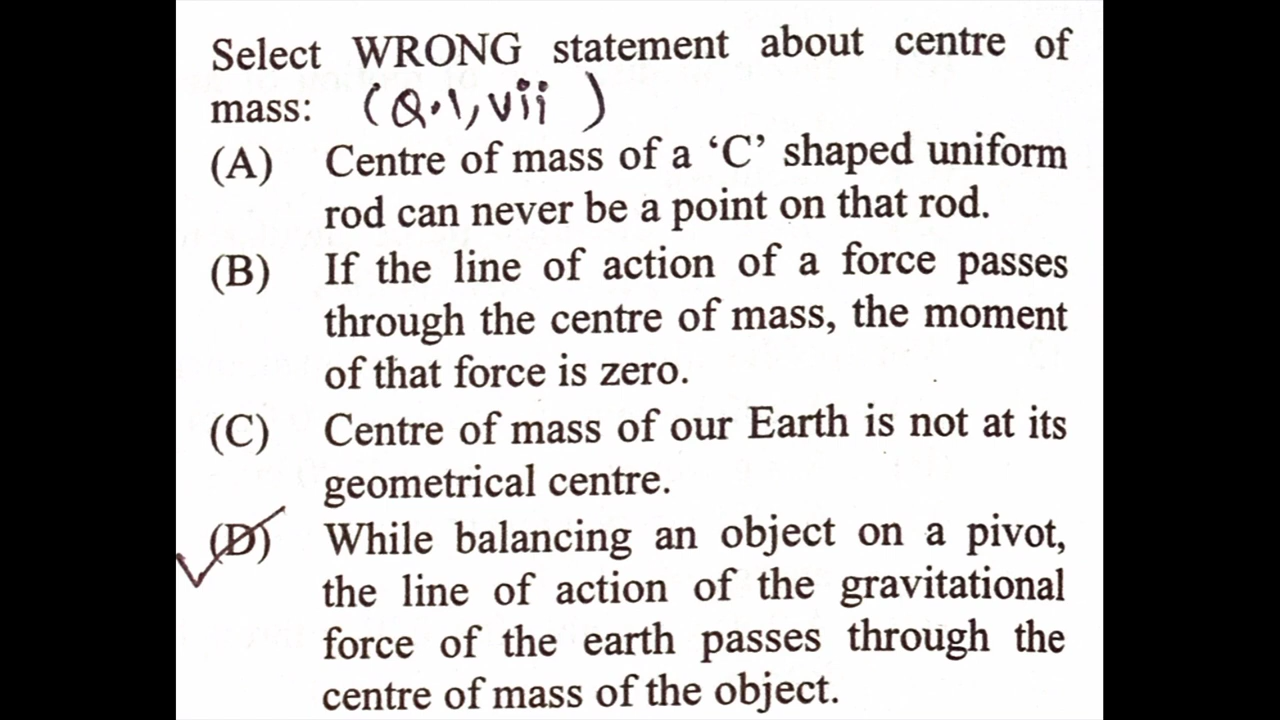 Select WRONG statement about centre of
mass: (Q.1, vii )
(A) Centre of mass of a ‘C’ shaped uniform
rod can never be a point on that rod.
(B) If the line of action of a force passes
through the centre of mass, the moment
of that force is zero.
(C) Centre of mass of our Earth is not at its
geometrical centre.
(D) While balancing an object on a pivot,
the line of action of the gravitational
force of the earth passes through the
centre of mass of the object.